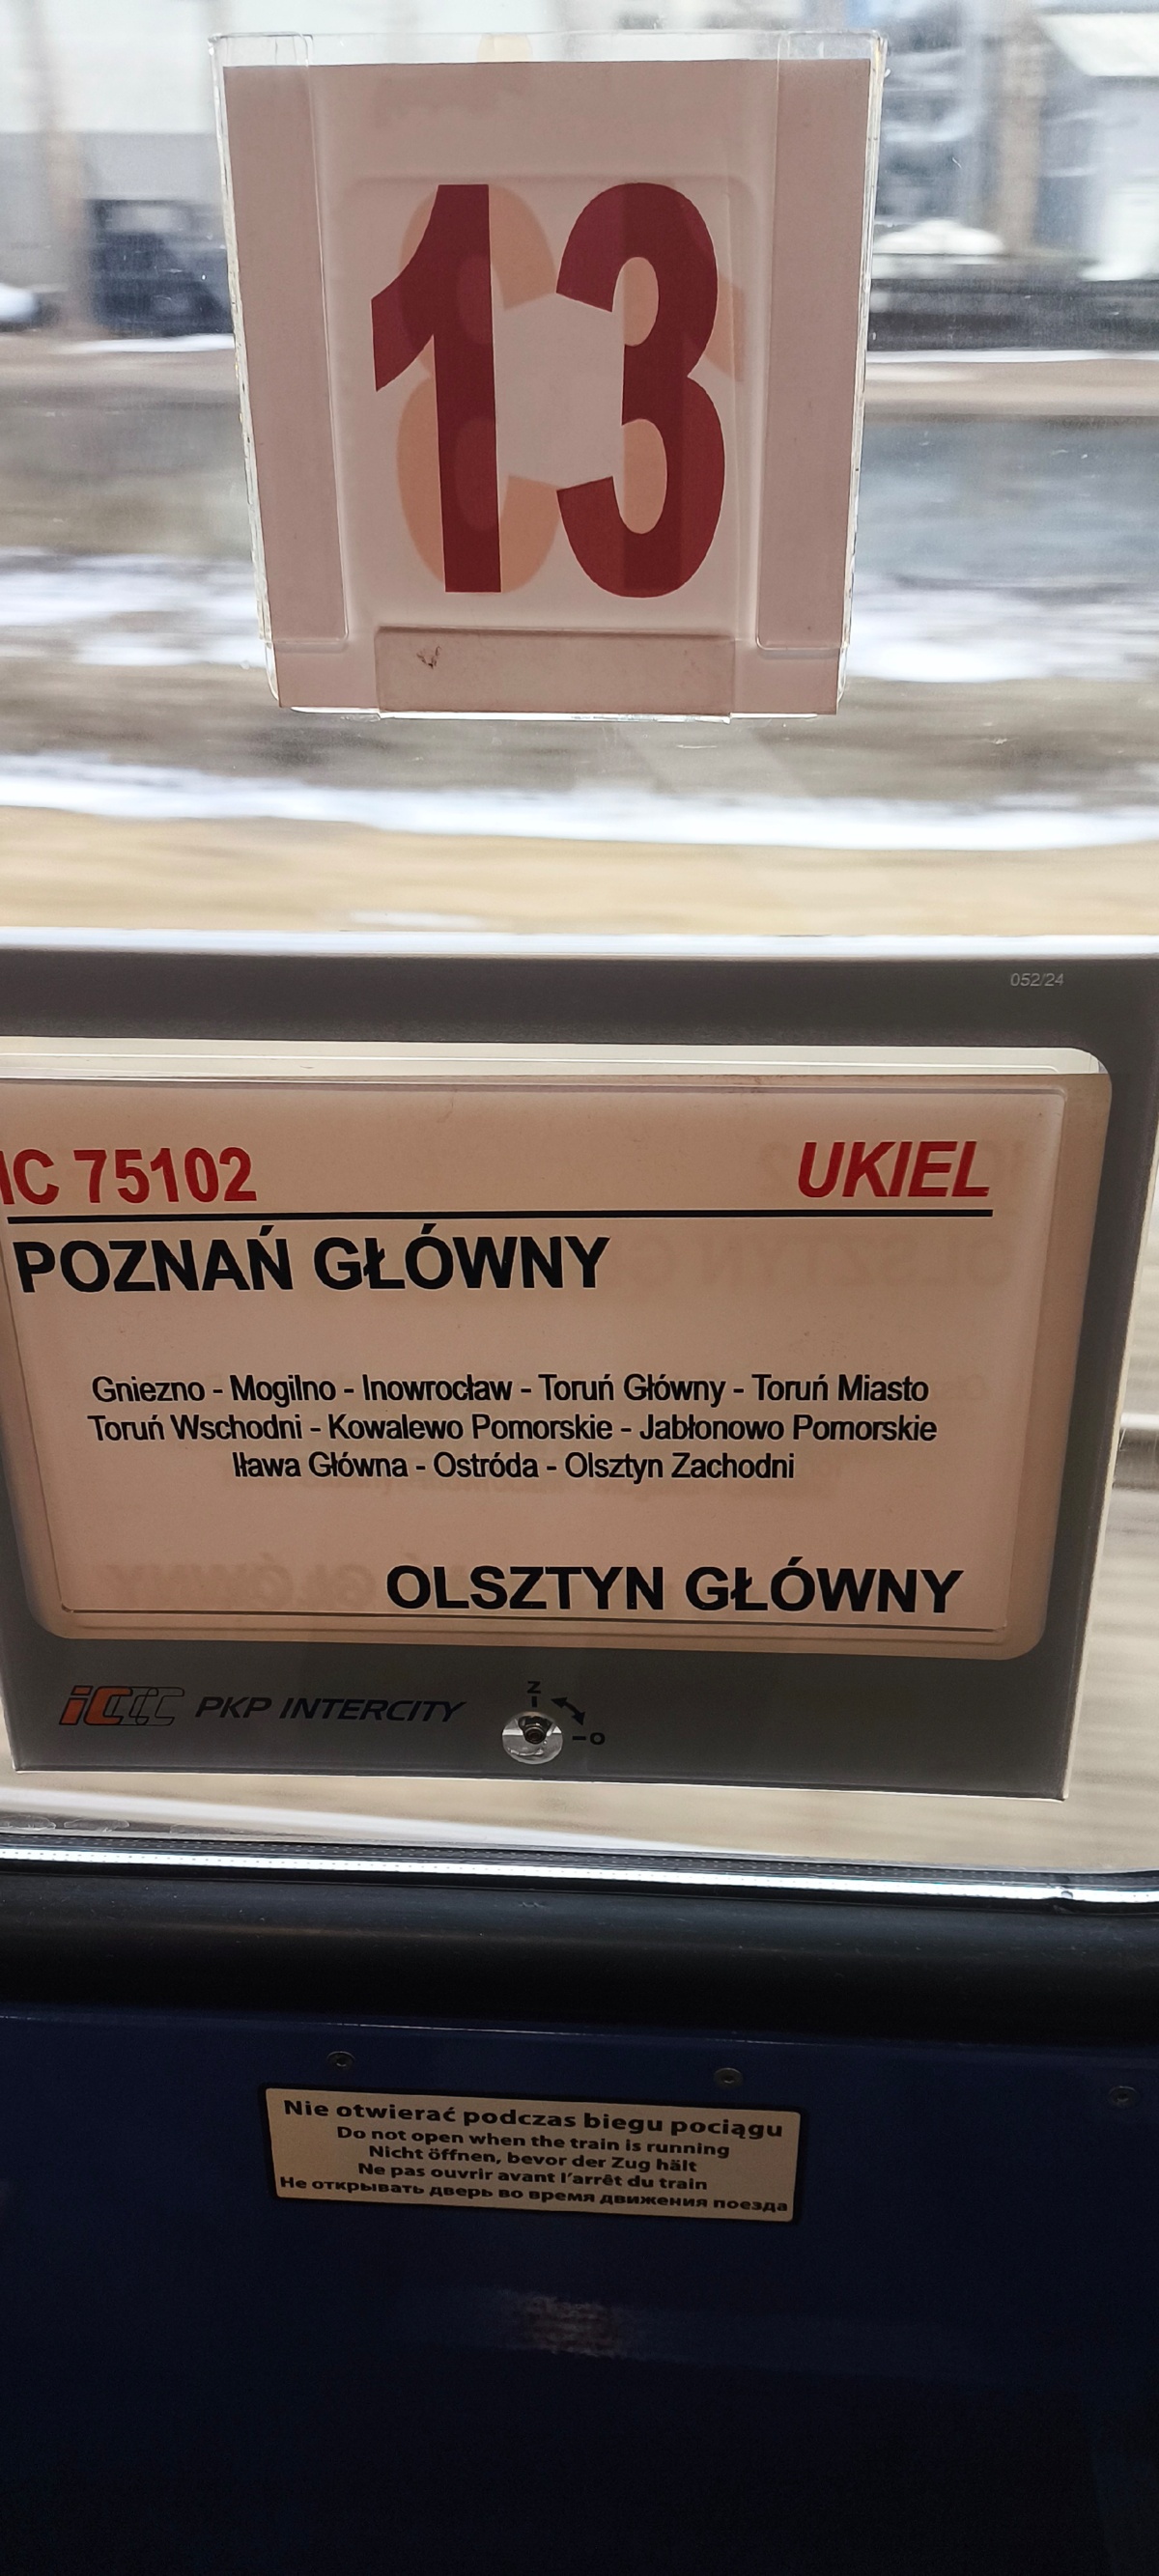 13
052/24
IC 75102 UKIEL
POZNAŃ GŁÓWNY
Gniezno - Mogilno - Inowrocław - Toruń Główny - Toruń Miasto
Toruń Wschodni - Kowalewo Pomorskie - Jabłonowo Pomorskie
Iława Główna - Ostróda - Olsztyn Zachodni
OLSZTYN GŁÓWNY
iC PKP INTERCITY
Z
O
Nie otwierać podczas biegu pociągu
Do not open when the train is running
Nicht öffnen, bevor der Zug hält
Ne pas ouvrir avant l'arrêt du train
Не открывать дверь во время движения поезда